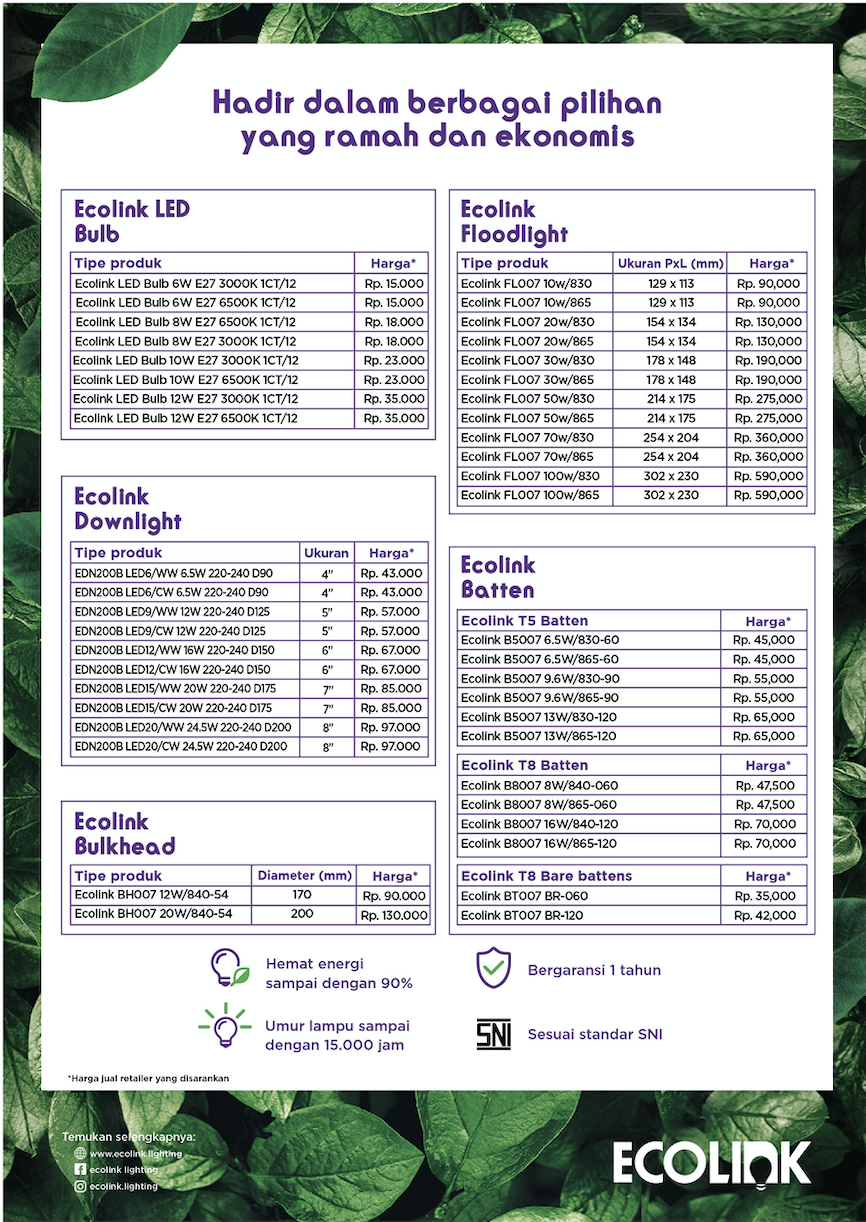 Hadir dalam berbagai pilihan
yang ramah dan ekonomis
Ecolink LED
Bulb
Tipe produk Harga*
Ecolink LED Bulb 6W E27 3000K 1CT/12 Rp. 15.000
Ecolink LED Bulb 6W E27 6500K 1CT/12 Rp. 15.000
Ecolink LED Bulb 8W E27 6500K 1CT/12 Rp. 18.000
Ecolink LED Bulb 8W E27 3000K 1CT/12 Rp. 18.000
Ecolink LED Bulb 10W E27 3000K 1CT/12 Rp. 23.000
Ecolink LED Bulb 10W E27 6500K 1CT/12 Rp. 23.000
Ecolink LED Bulb 12W E27 3000K 1CT/12 Rp. 35.000
Ecolink LED Bulb 12W E27 6500K 1CT/12 Rp. 35.000
Ecolink
Downlight
Tipe produk Ukuran Harga*
EDN200B LED6/WW 6.5W 220-240 D90 4” Rp. 43.000
EDN200B LED6/CW 6.5W 220-240 D90 4” Rp. 43.000
EDN200B LED9/WW 12W 220-240 D125 5” Rp. 57.000
EDN200B LED9/CW 12W 220-240 D125 5” Rp. 57.000
EDN200B LED12/WW 16W 220-240 D150 6” Rp. 67.000
EDN200B LED12/CW 16W 220-240 D150 6” Rp. 67.000
EDN200B LED15/WW 20W 220-240 D175 7” Rp. 85.000
EDN200B LED15/CW 20W 220-240 D175 7” Rp. 85.000
EDN200B LED20/WW 24.5W 220-240 D200 8” Rp. 97.000
EDN200B LED20/CW 24.5W 220-240 D200 8” Rp. 97.000
Ecolink
Bulkhead
Tipe produk Diameter (mm) Harga*
Ecolink BH007 12W/840-54 170 Rp. 90.000
Ecolink BH007 20W/840-54 200 Rp. 130.000
Ecolink
Floodlight
Tipe produk Ukuran PxL (mm) Harga*
Ecolink FL007 10w/830 129 x 113 Rp. 90,000
Ecolink FL007 10w/865 129 x 113 Rp. 90,000
Ecolink FL007 20w/830 154 x 134 Rp. 130,000
Ecolink FL007 20w/865 154 x 134 Rp. 130,000
Ecolink FL007 30w/830 178 x 148 Rp. 190,000
Ecolink FL007 30w/865 178 x 148 Rp. 190,000
Ecolink FL007 50w/830 214 x 175 Rp. 275,000
Ecolink FL007 50w/865 214 x 175 Rp. 275,000
Ecolink FL007 70w/830 254 x 204 Rp. 360,000
Ecolink FL007 70w/865 254 x 204 Rp. 360,000
Ecolink FL007 100w/830 302 x 230 Rp. 590,000
Ecolink FL007 100w/865 302 x 230 Rp. 590,000
Ecolink
Batten
Ecolink T5 Batten Harga*
Ecolink B5007 6.5W/830-60 Rp. 45,000
Ecolink B5007 6.5W/865-60 Rp. 45,000
Ecolink B5007 9.6W/830-90 Rp. 55,000
Ecolink B5007 9.6W/865-90 Rp. 55,000
Ecolink B5007 13W/830-120 Rp. 65,000
Ecolink B5007 13W/865-120 Rp. 65,000
Ecolink T8 Batten Harga*
Ecolink B8007 8W/840-060 Rp. 47,500
Ecolink B8007 8W/865-060 Rp. 47,500
Ecolink B8007 16W/840-120 Rp. 70,000
Ecolink B8007 16W/865-120 Rp. 70,000
Ecolink T8 Bare battens Harga*
Ecolink BT007 BR-060 Rp. 35,000
Ecolink BT007 BR-120 Rp. 42,000
Hemat energi
sampai dengan 90%
Bergaransi 1 tahun
Umur lampu sampai
dengan 15.000 jam
SNI Sesuai standar SNI
*Harga jual retailer yang disarankan
Temukan selengkapnya:
www.ecolink.lighting
ecolink lighting
ecolink.lighting
ECOLINK